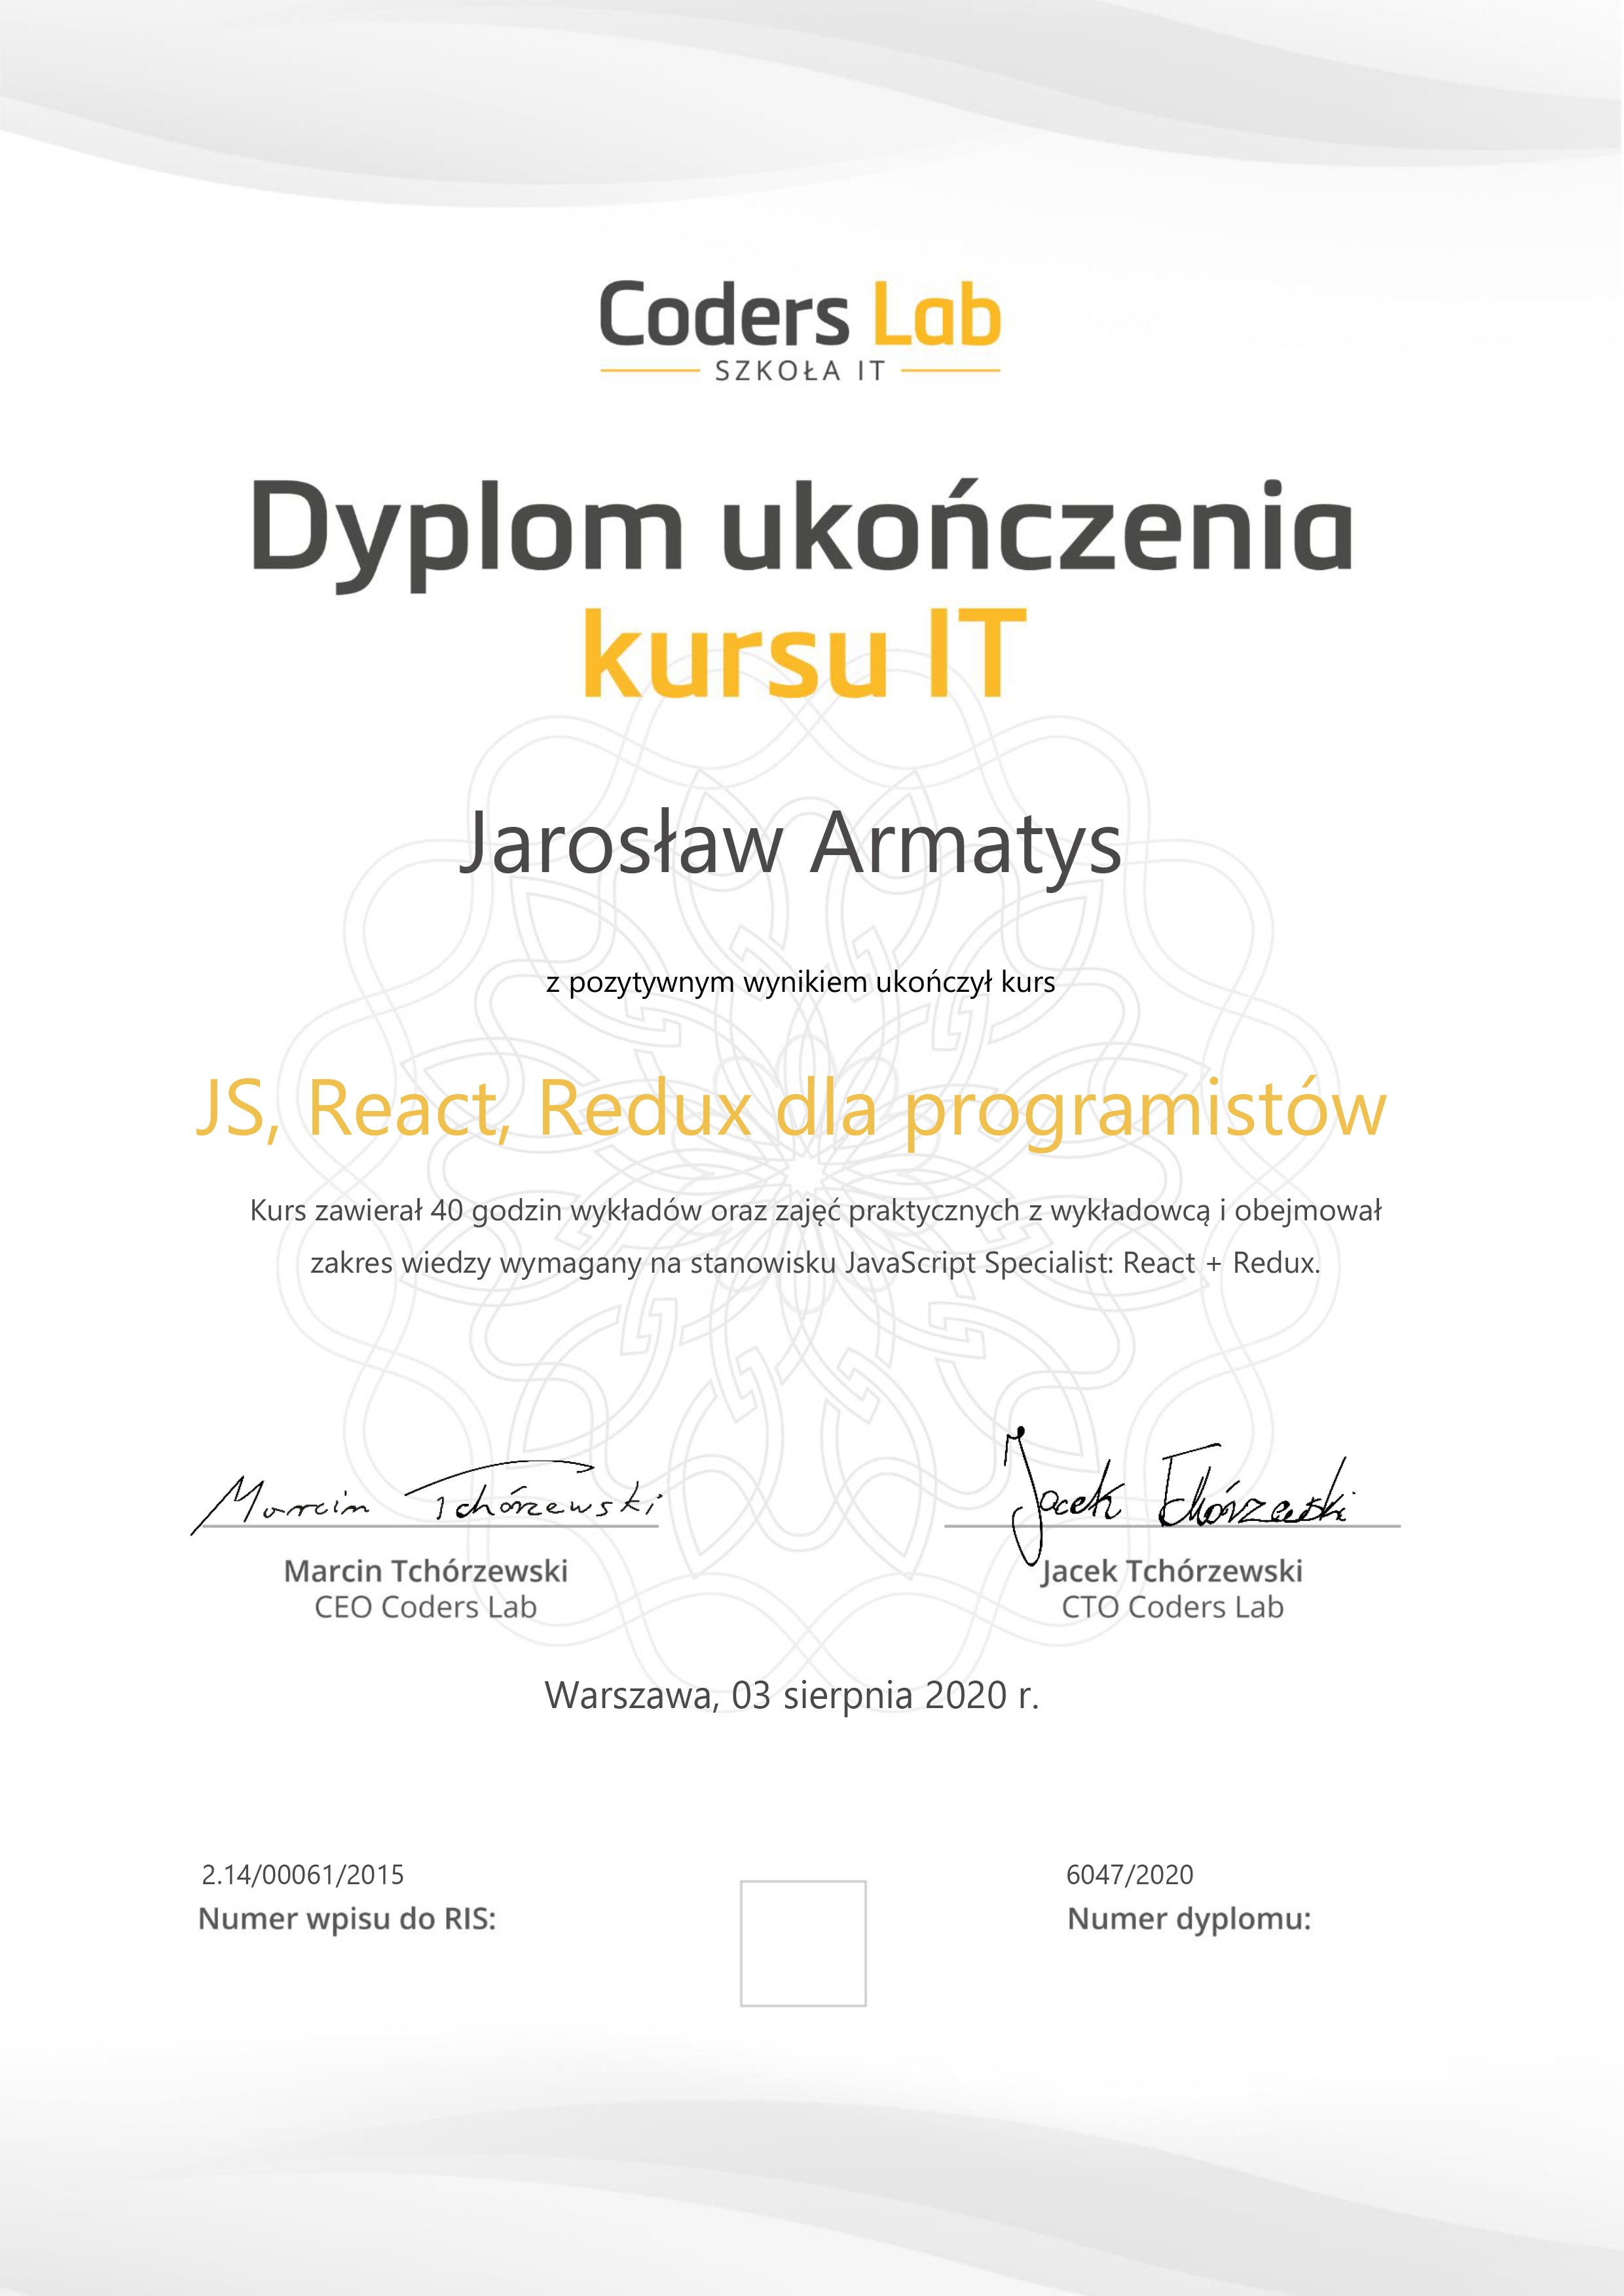 Coders Lab
SZKOŁA IT
Dyplom ukończenia
kursu IT
Jarosław Armatys
z pozytywnym wynikiem ukończył kurs
JS, React, Redux dla programistów
Kurs zawierał 40 godzin wykładów oraz zajęć praktycznych z wykładowcą i obejmował
zakres wiedzy wymagany na stanowisku JavaScript Specialist: React + Redux.
Marcin Tchórzewski
Jacek Tchórzewski
Marcin Tchórzewski
CEO Coders Lab
Jacek Tchórzewski
CTO Coders Lab
Warszawa, 03 sierpnia 2020 r.
2.14/00061/2015
Numer wpisu do RIS:
6047/2020
Numer dyplomu: